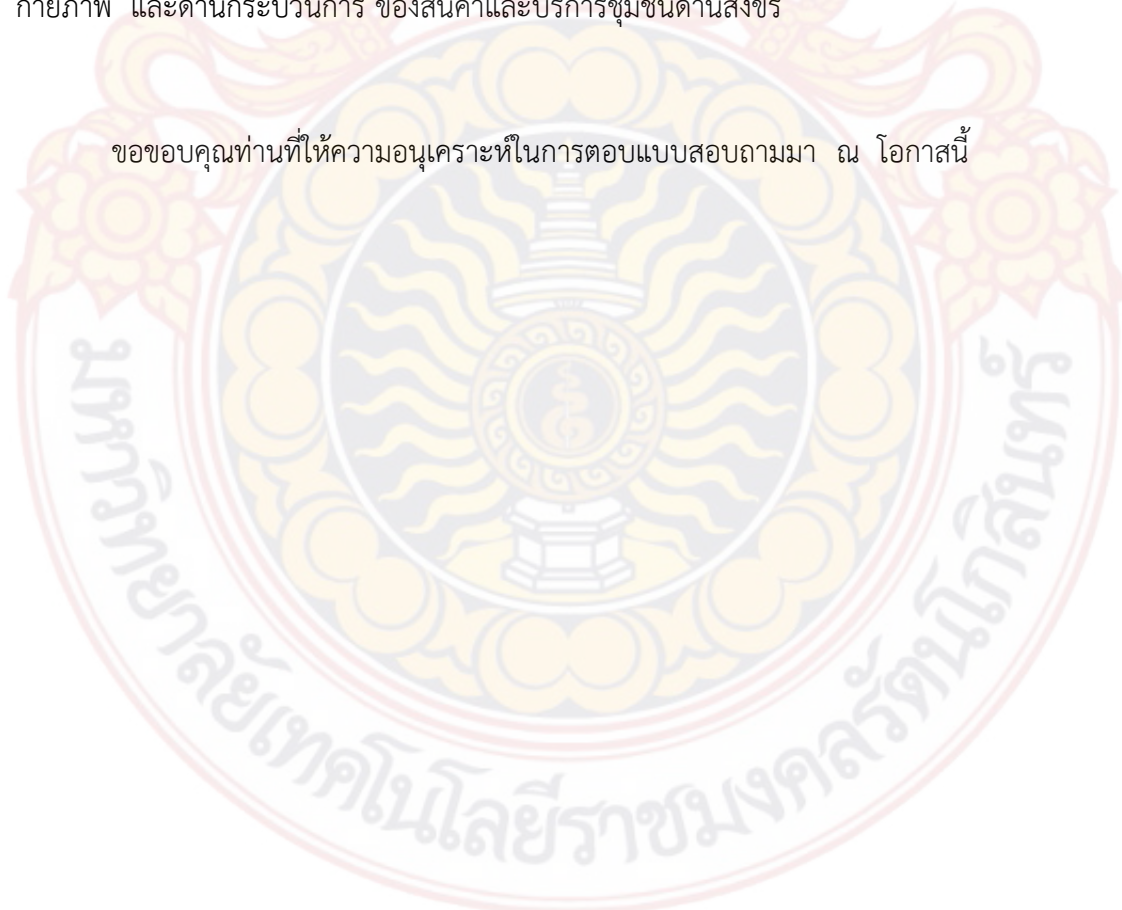 กายภาพ และด้านกระบวนการ ของสินค้าและบริการชุมชนด่านสิงขร
ขอขอบคุณท่านที่ให้ความอนุเคราะห์ในการตอบแบบสอบถามมา ณ โอกาสนี้
มหาวิทยาลัยเทคโนโลยีราชมงคลรัตนโกสินทร์